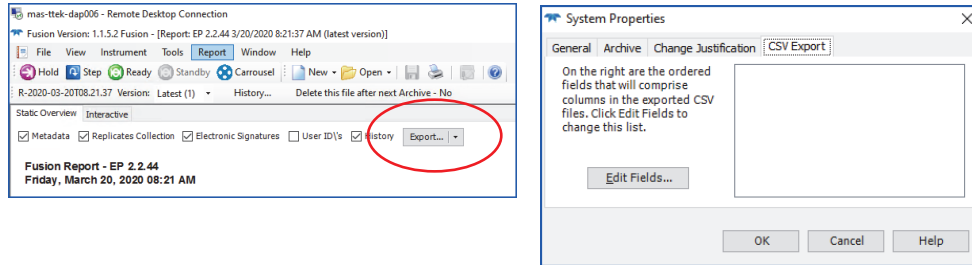 mas-ttek-dap006 - Remote Desktop Connection
Fusion Version: 1.1.5.2 Fusion - [Report: EP 2.2.44 3/20/2020 8:21:37 AM (latest version)]
File View Instrument Tools Report Window Help
Hold Step Ready Standby Carrousel New Open
R-2020-03-20T08.21.37 Version: Latest (1) History... Delete this file after next Archive - No
Static Overview Interactive
Metadata Replicates Collection Electronic Signatures User ID\'s History Export...
Fusion Report - EP 2.2.44
Friday, March 20, 2020 08:21 AM
System Properties
General Archive Change Justification CSV Export
On the right are the ordered
fields that will comprise
columns in the exported CSV
files. Click Edit Fields to
change this list.
Edit Fields...
OK Cancel Help